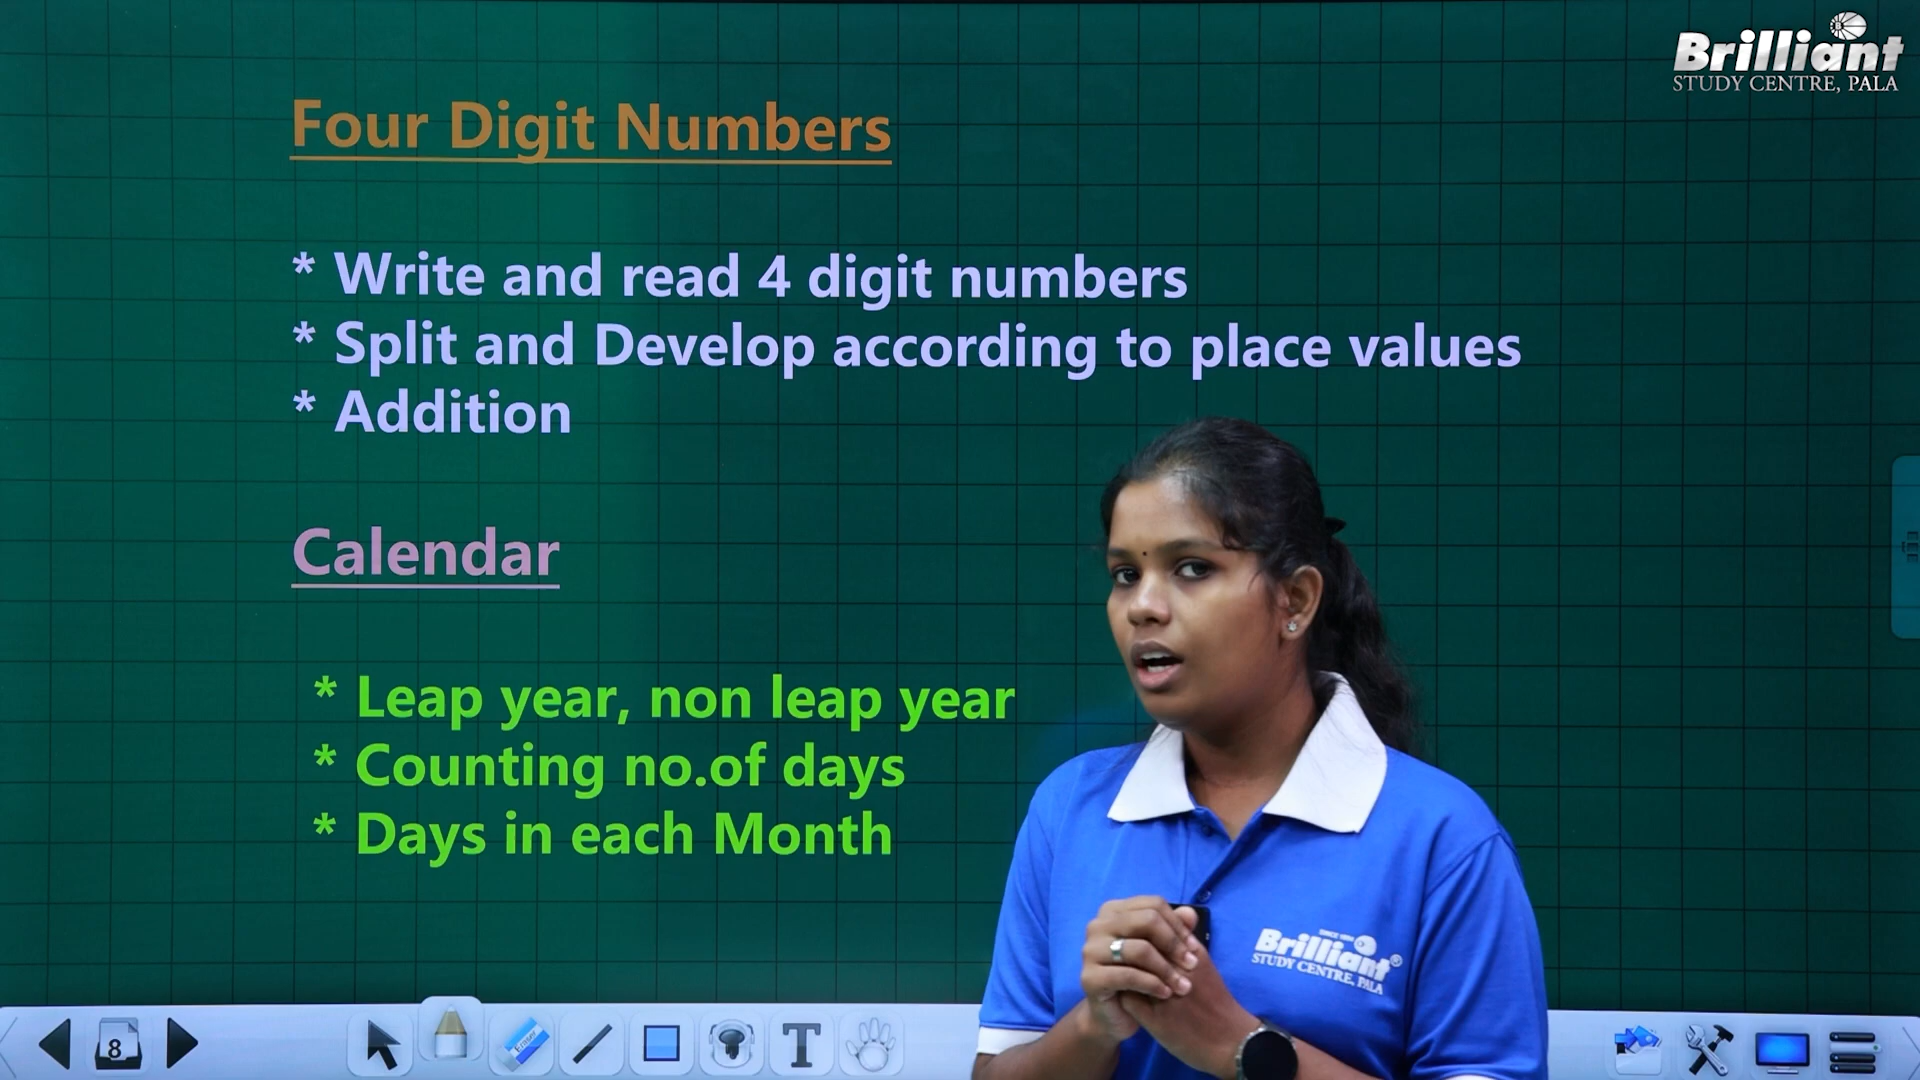 Brilliant
STUDY CENTRE, PALA
Four Digit Numbers
* Write and read 4 digit numbers
* Split and Develop according to place values
* Addition
Calendar
* Leap year, non leap year
* Counting no.of days
* Days in each Month
Brilliant
STUDY CENTRE, PALA
8
Eraser
T